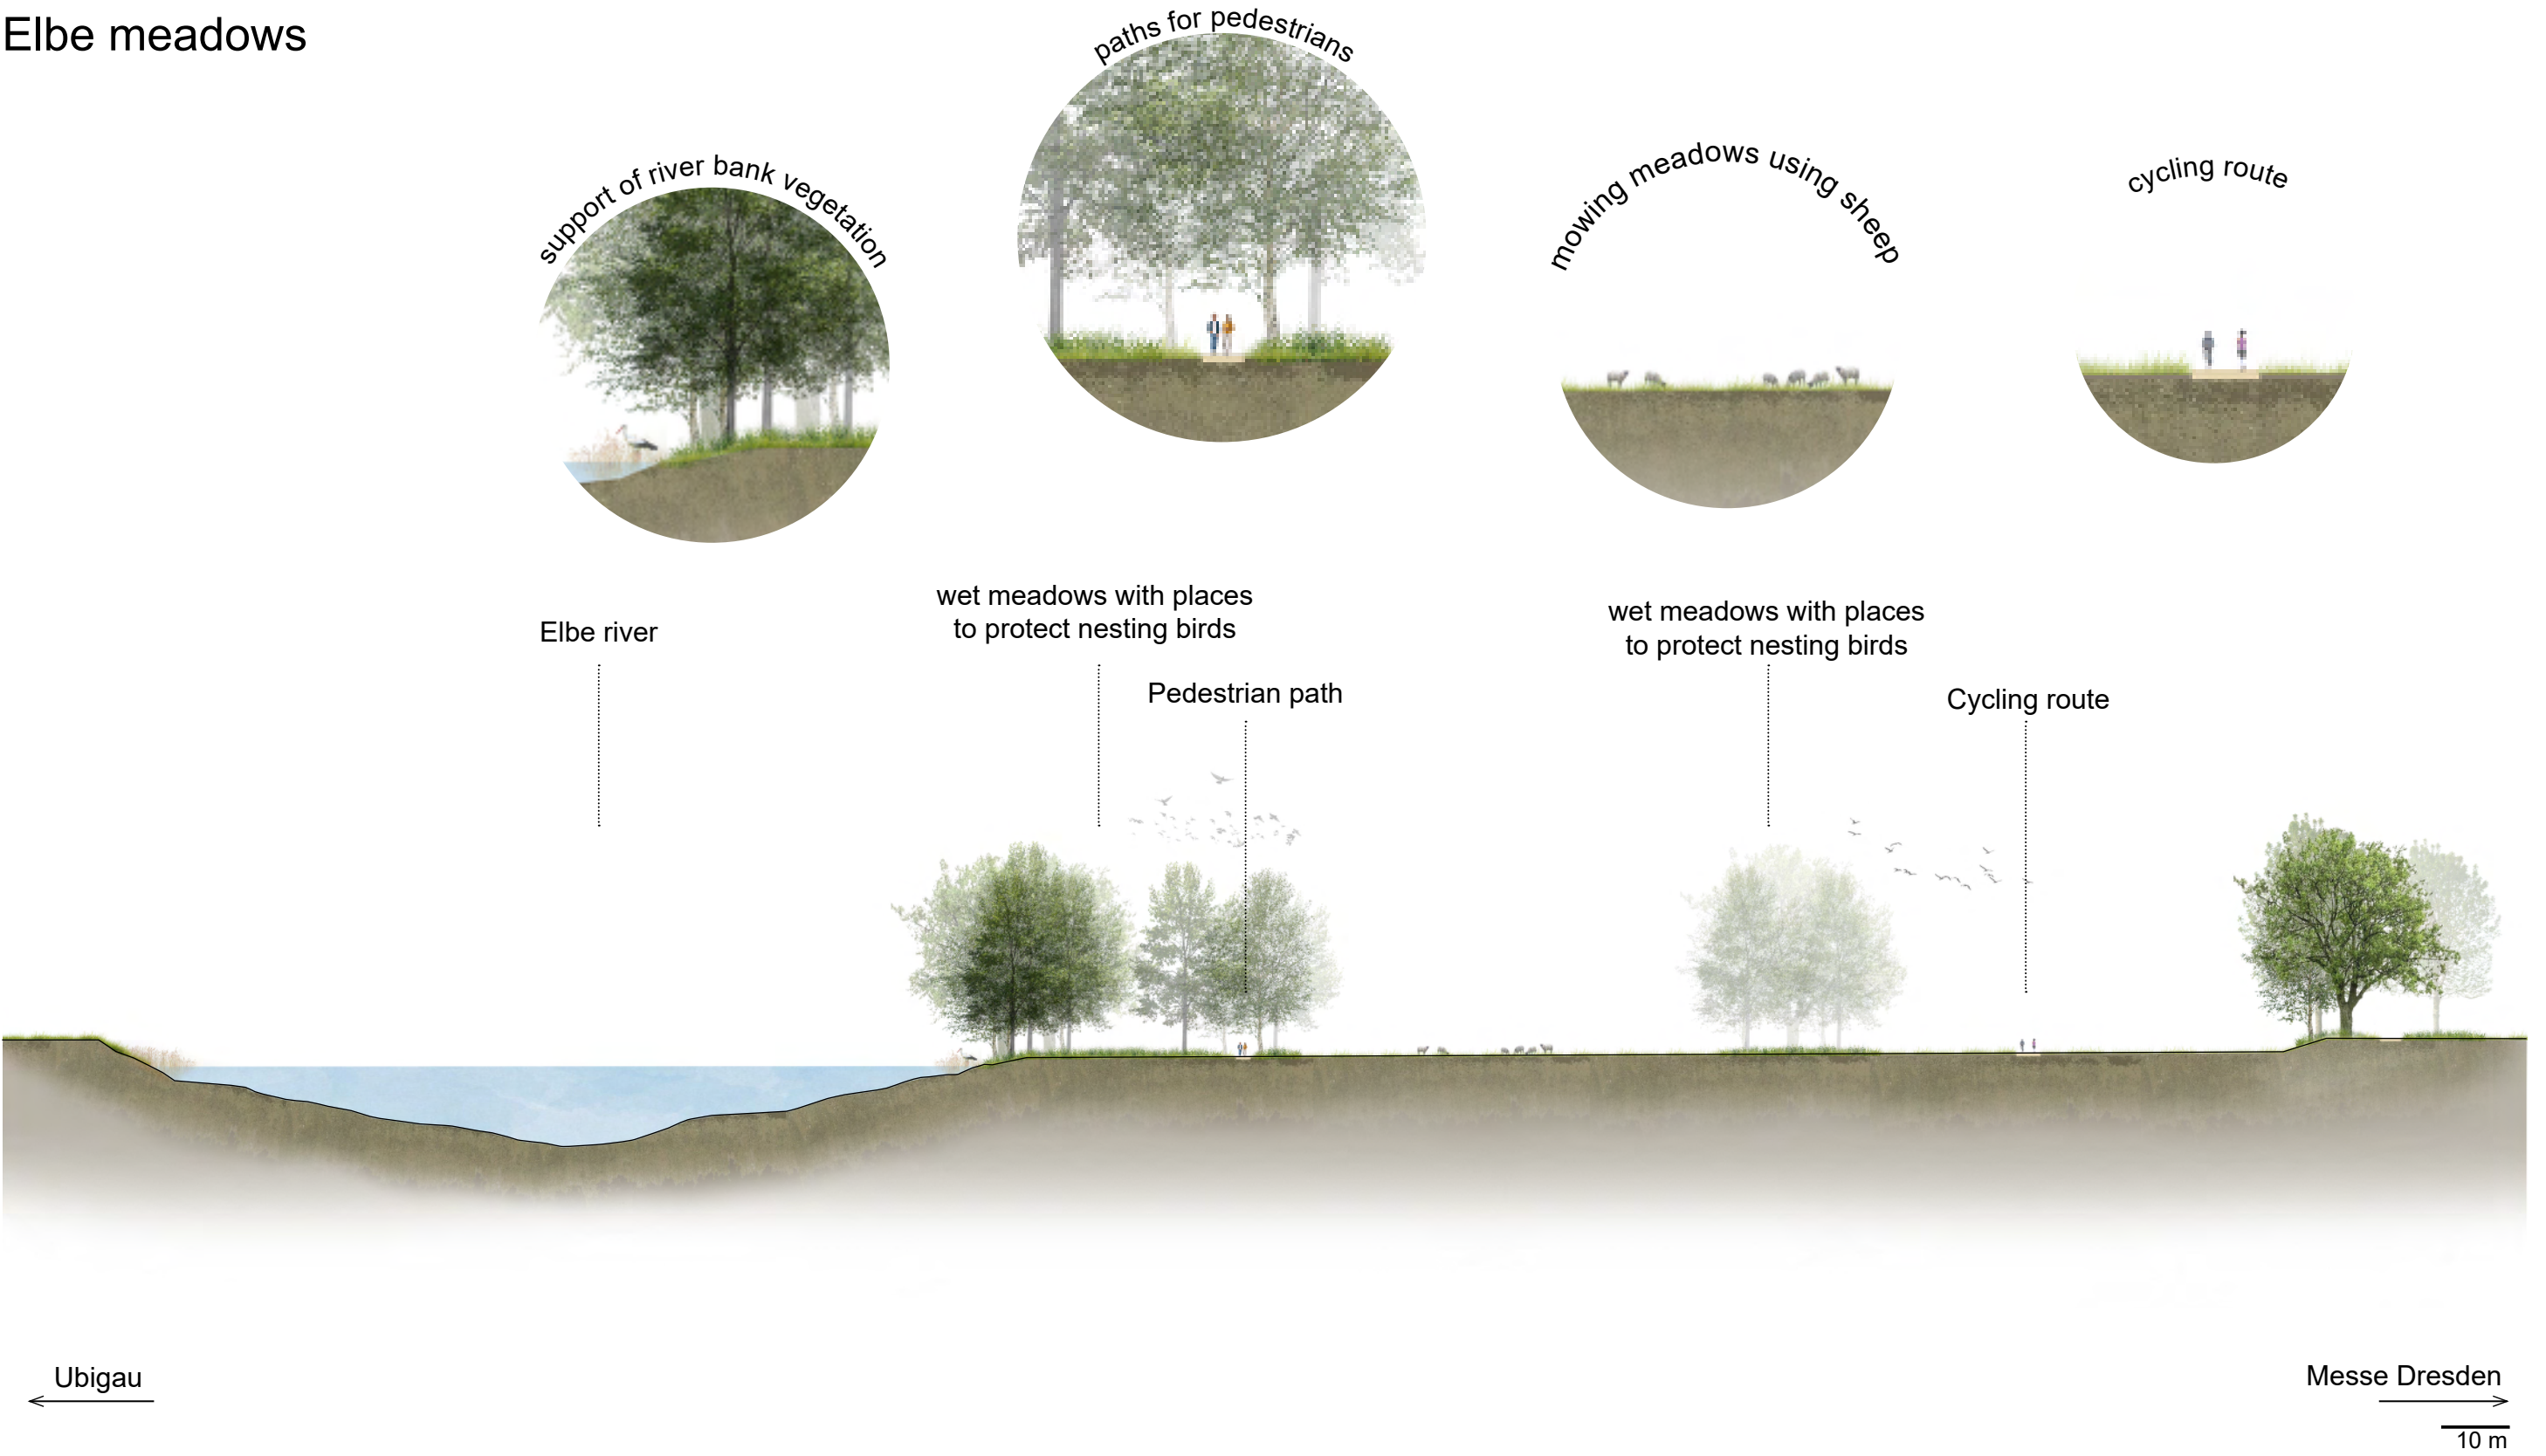 Elbe meadows
paths for pedestrians
support of river bank vegetation
mowing meadows using sheep
cycling route
Elbe river
wet meadows with places
to protect nesting birds
wet meadows with places
to protect nesting birds
Pedestrian path
Cycling route
Ubigau
Messe Dresden
10 m